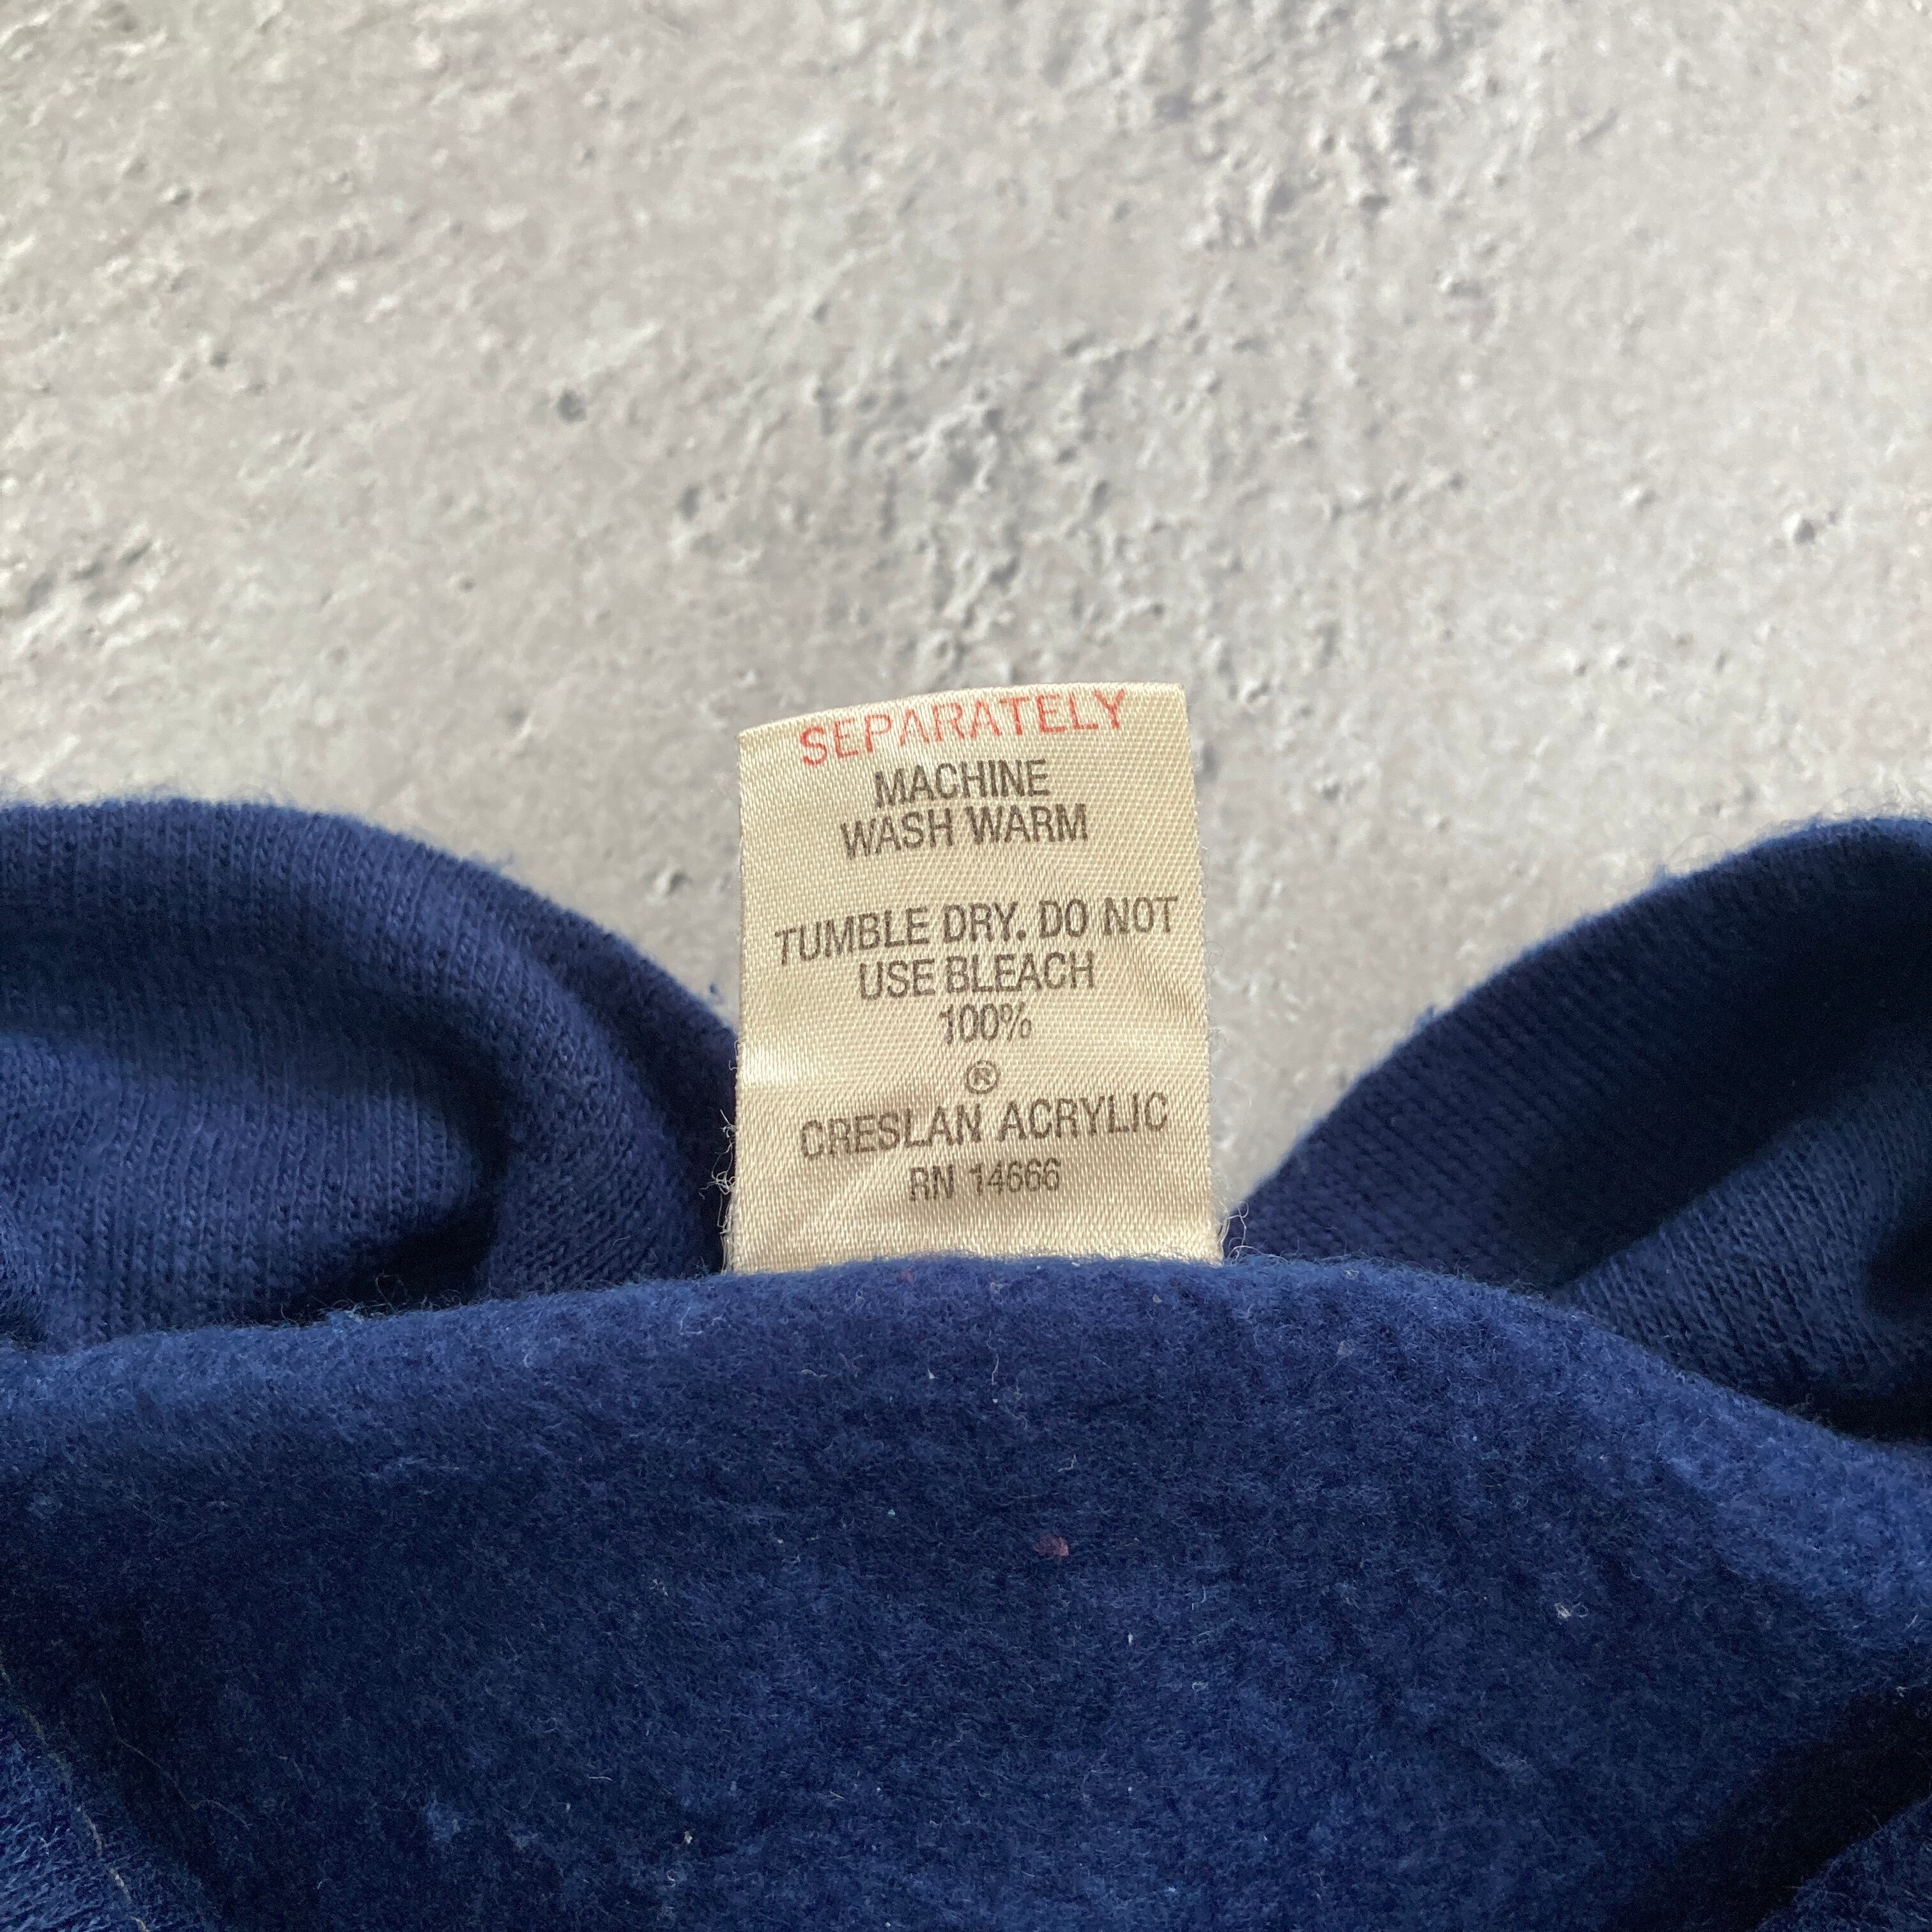 SEPARATELY
MACHINE
WASH WARM
TUMBLE DRY. DO NOT
USE BLEACH
100%
®
CRESLAN ACRYLIC
RN 14666